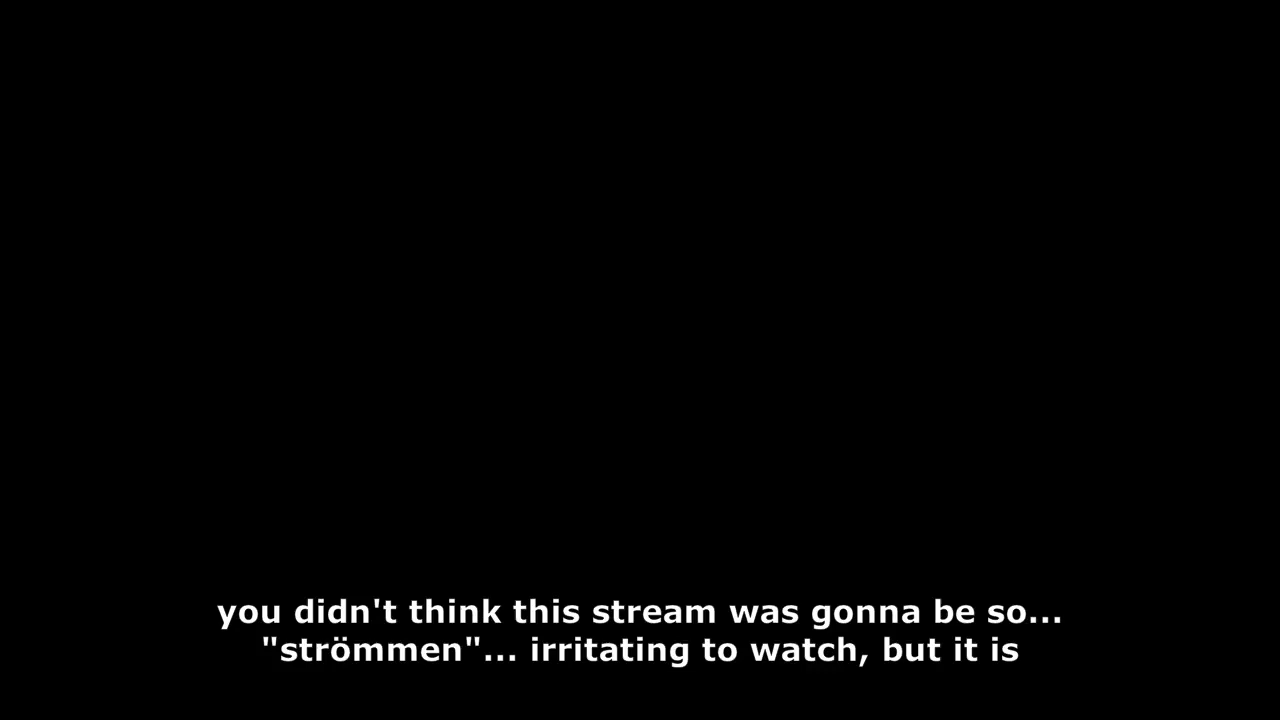 you didn't think this stream was gonna be so...
"strömmen"... irritating to watch, but it is